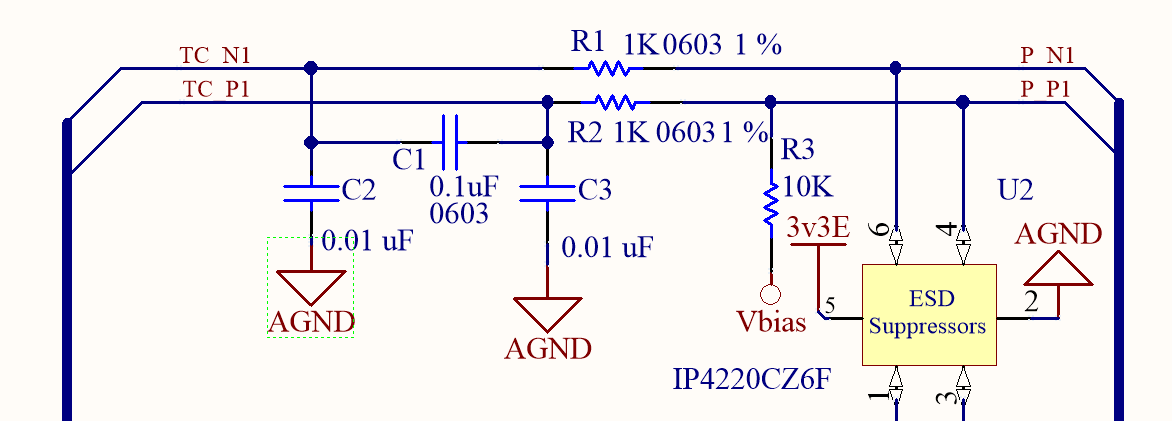 R1 1K 0603 1 %
TC_N1
P_N1
TC_P1
P_P1
R2 1K 0603 1 %
C1
R3
0.1uF
0603
C2
C3
10K
U2
3v3E
6
4
AGND
0.01 uF
0.01 uF
ESD
Suppressors
5
2
AGND
Vbias
AGND
IP4220CZ6F
1
3